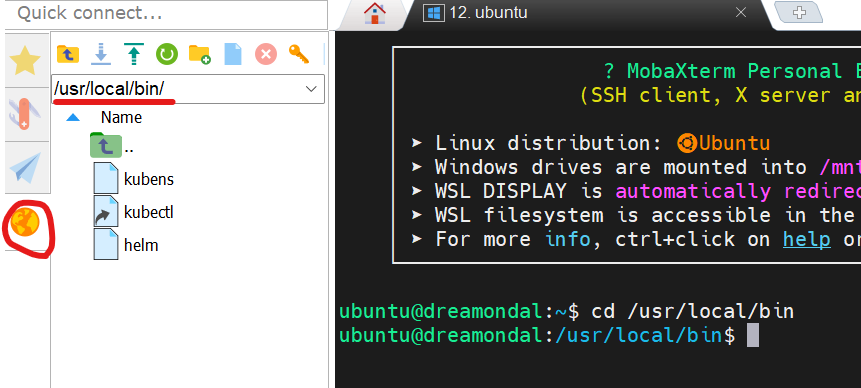 Quick connect...
12. ubuntu
/usr/local/bin/
Name
..
kubens
kubectl
helm
? MobaXterm Personal E
(SSH client, X server an
➤ Linux distribution: Ubuntu
➤ Windows drives are mounted into /mn
➤ WSL DISPLAY is automatically redirec
➤ WSL filesystem is accessible in the
➤ For more info, ctrl+click on help or
ubuntu@dreamondal:~$ cd /usr/local/bin
ubuntu@dreamondal:/usr/local/bin$